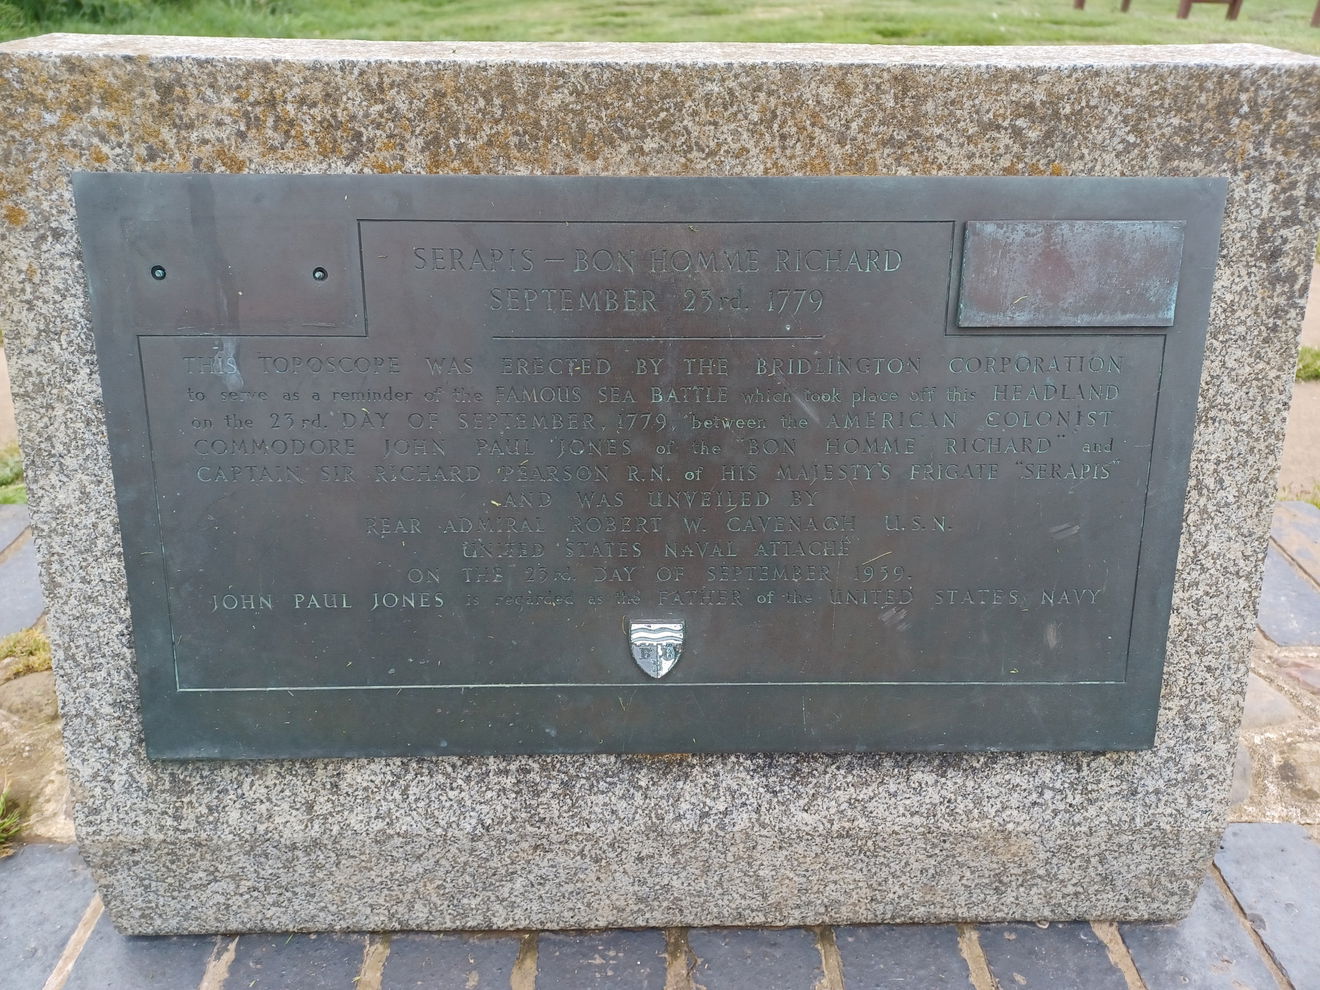 SERAPIS — BON HOMME RICHARD
SEPTEMBER 23rd. 1779
THIS TOPOSCOPE WAS ERECTED BY THE BRIDLINGTON CORPORATION
to serve as a reminder of the FAMOUS SEA BATTLE which took place off this HEADLAND
on the 23rd. DAY OF SEPTEMBER, 1779, between the AMERICAN COLONIST
COMMODORE JOHN PAUL JONES of the "BON HOMME RICHARD" and
CAPTAIN SIR RICHARD PEARSON R.N. of HIS MAJESTY'S FRIGATE "SERAPIS"
AND WAS UNVEILED BY
REAR ADMIRAL ROBERT W. CAVENAGH U.S.N.
UNITED STATES NAVAL ATTACHÉ
ON THE 23rd. DAY OF SEPTEMBER 1959.
JOHN PAUL JONES is regarded as the FATHER of the UNITED STATES NAVY
B B